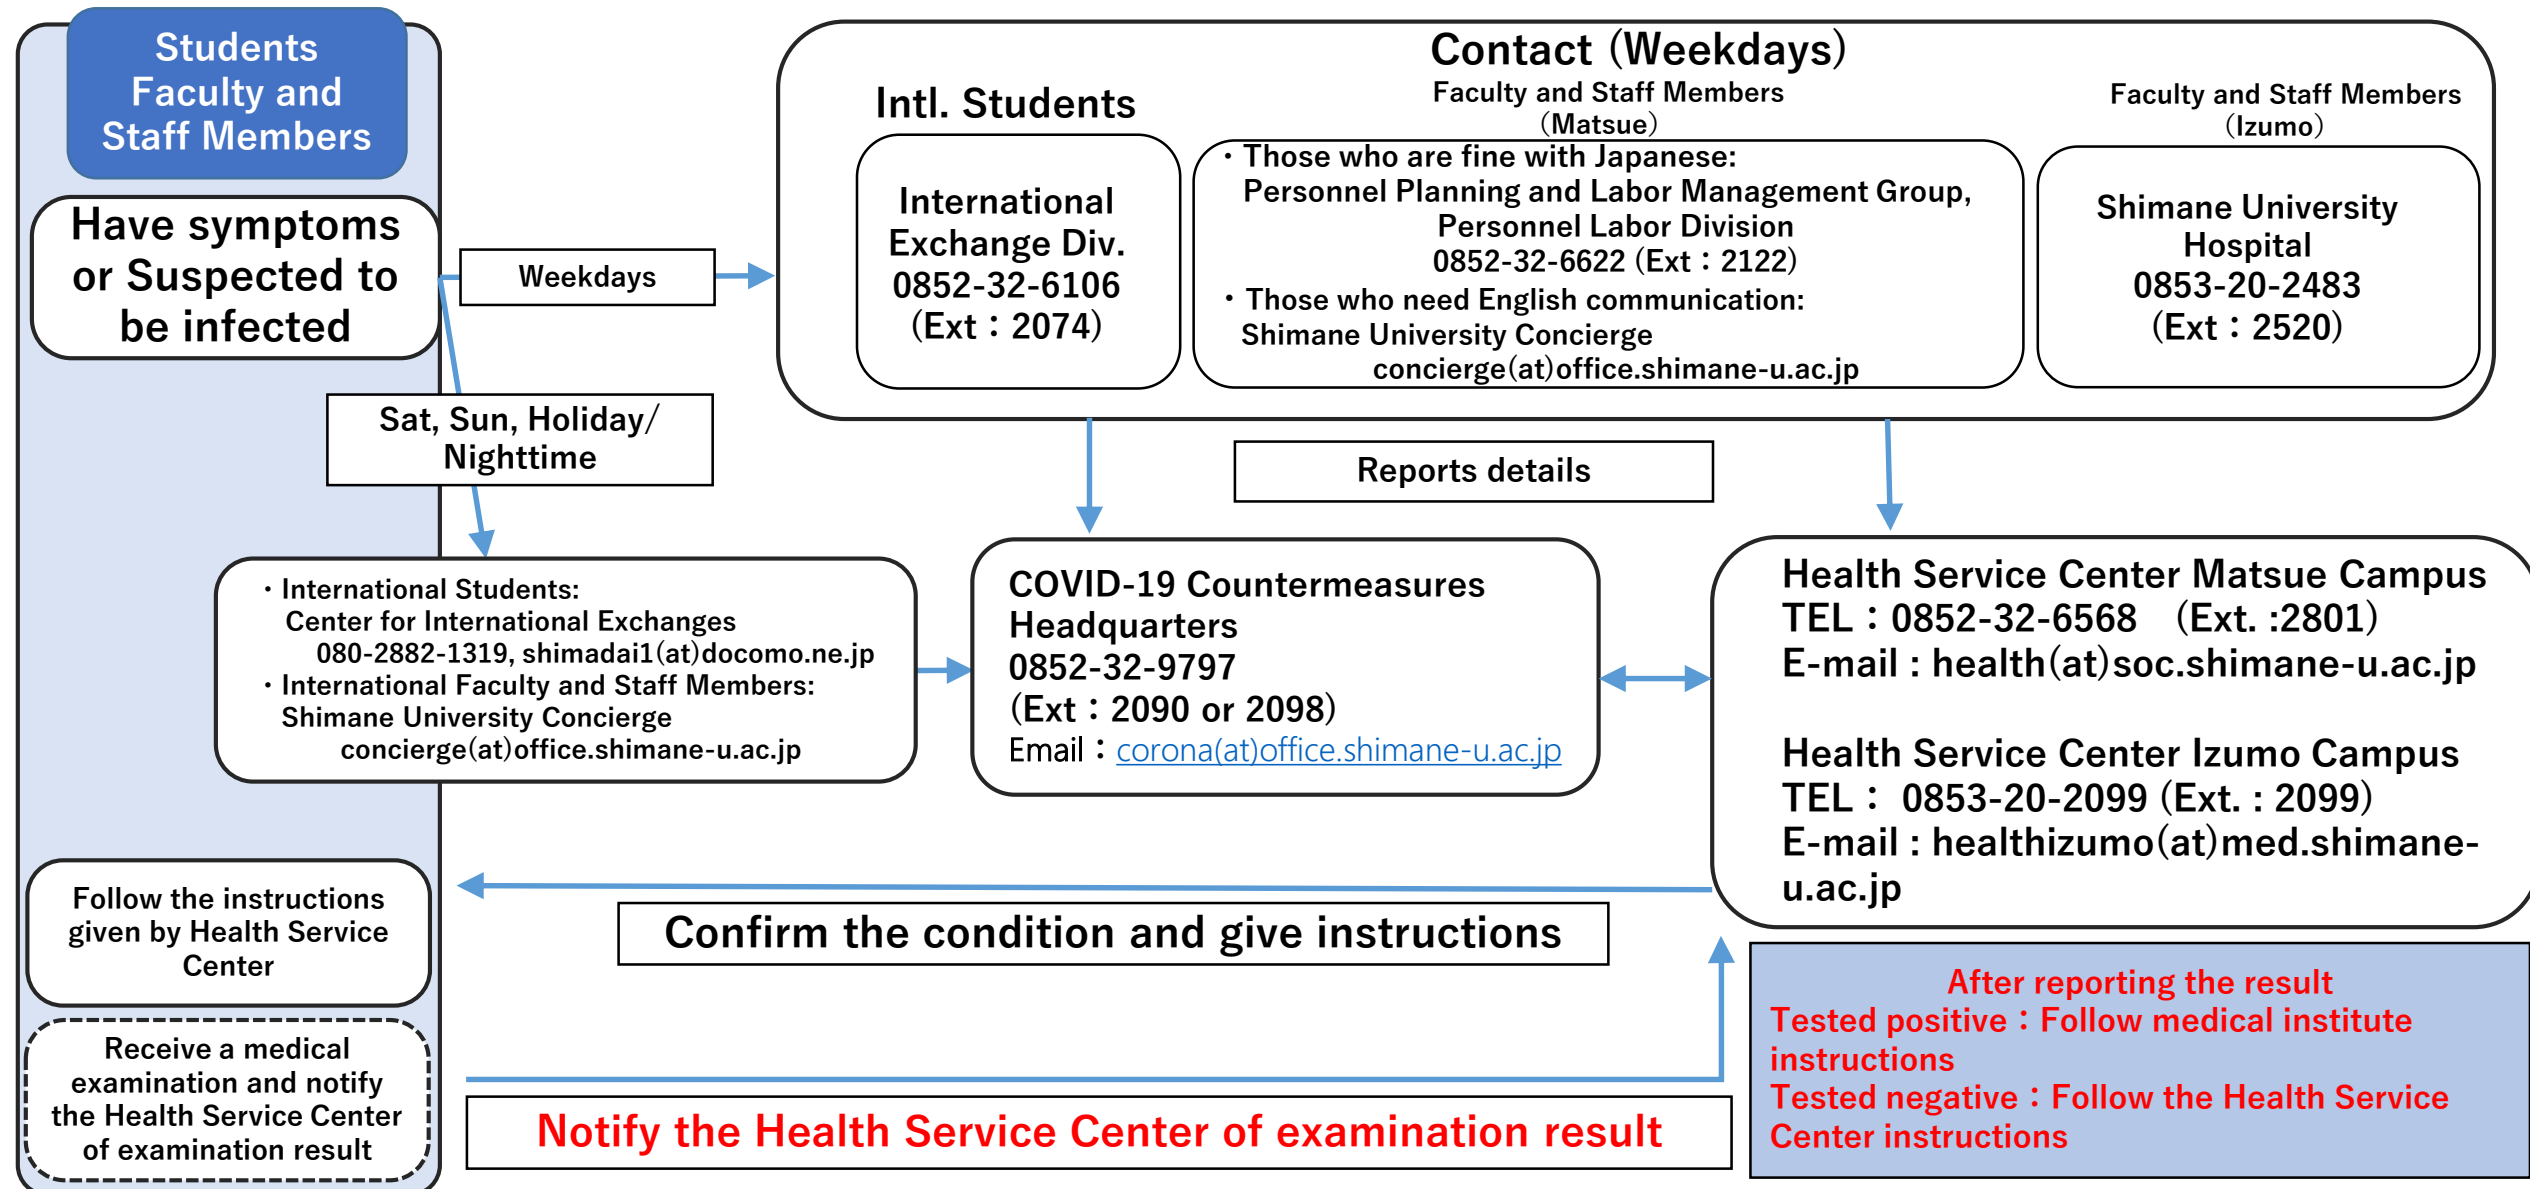 Students
Faculty and
Staff Members
Have symptoms
or Suspected to
be infected
Weekdays
Sat, Sun, Holiday/
Nighttime
Contact (Weekdays)
Intl. Students
International
Exchange Div.
0852-32-6106
(Ext：2074)
Faculty and Staff Members
（Matsue）
・Those who are fine with Japanese:
Personnel Planning and Labor Management Group,
Personnel Labor Division
0852-32-6622 (Ext：2122)
・Those who need English communication:
Shimane University Concierge
concierge(at)office.shimane-u.ac.jp
Faculty and Staff Members
（Izumo）
Shimane University
Hospital
0853-20-2483
(Ext：2520)
Reports details
・International Students:
Center for International Exchanges
080-2882-1319, shimadai1(at)docomo.ne.jp
・International Faculty and Staff Members:
Shimane University Concierge
concierge(at)office.shimane-u.ac.jp
COVID-19 Countermeasures
Headquarters
0852-32-9797
(Ext：2090 or 2098)
Email：corona(at)office.shimane-u.ac.jp
Health Service Center Matsue Campus
TEL：0852-32-6568　(Ext. :2801)
E-mail : health(at)soc.shimane-u.ac.jp
Health Service Center Izumo Campus
TEL： 0853-20-2099 (Ext. : 2099)
E-mail : healthizumo(at)med.shimane-
u.ac.jp
Follow the instructions
given by Health Service
Center
Confirm the condition and give instructions
Receive a medical
examination and notify
the Health Service Center
of examination result
Notify the Health Service Center of examination result
After reporting the result
Tested positive：Follow medical institute
instructions
Tested negative：Follow the Health Service
Center instructions